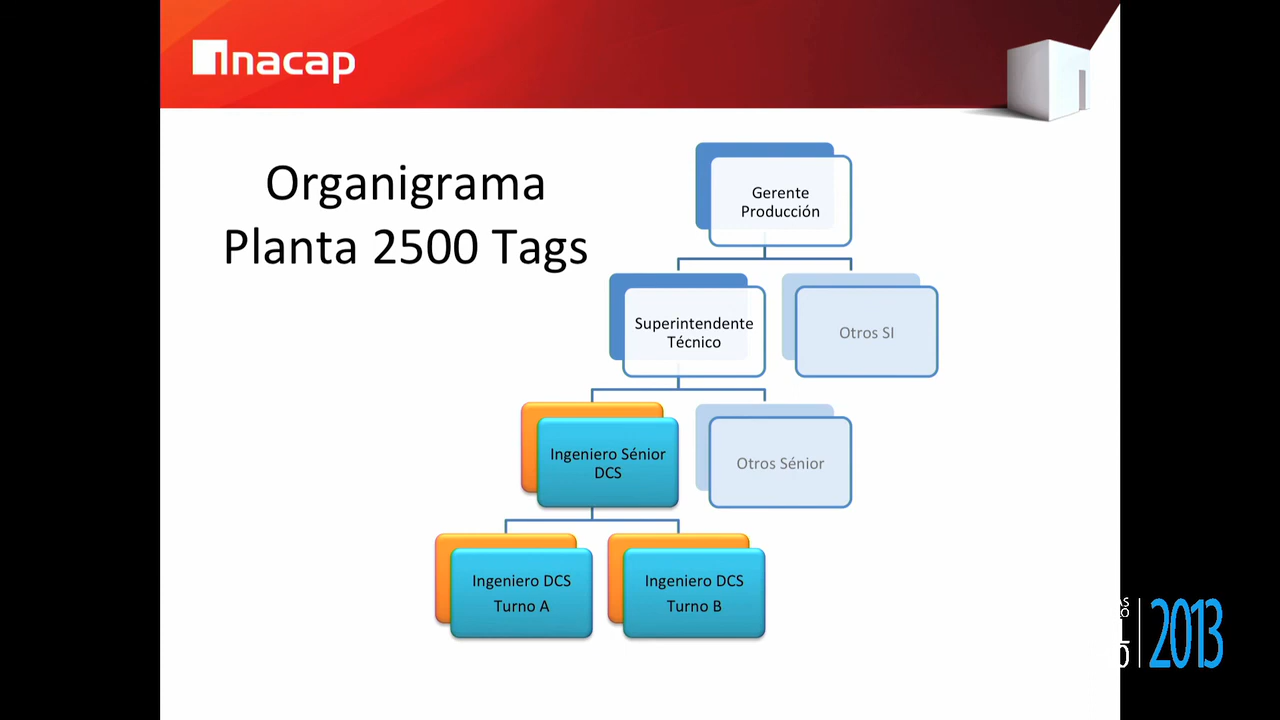 Inacap
Organigrama
Planta 2500 Tags
Gerente
Producción
Superintendente
Técnico
Otros SI
Ingeniero Sénior
DCS
Otros Sénior
Ingeniero DCS
Turno A
Ingeniero DCS
Turno B
2013